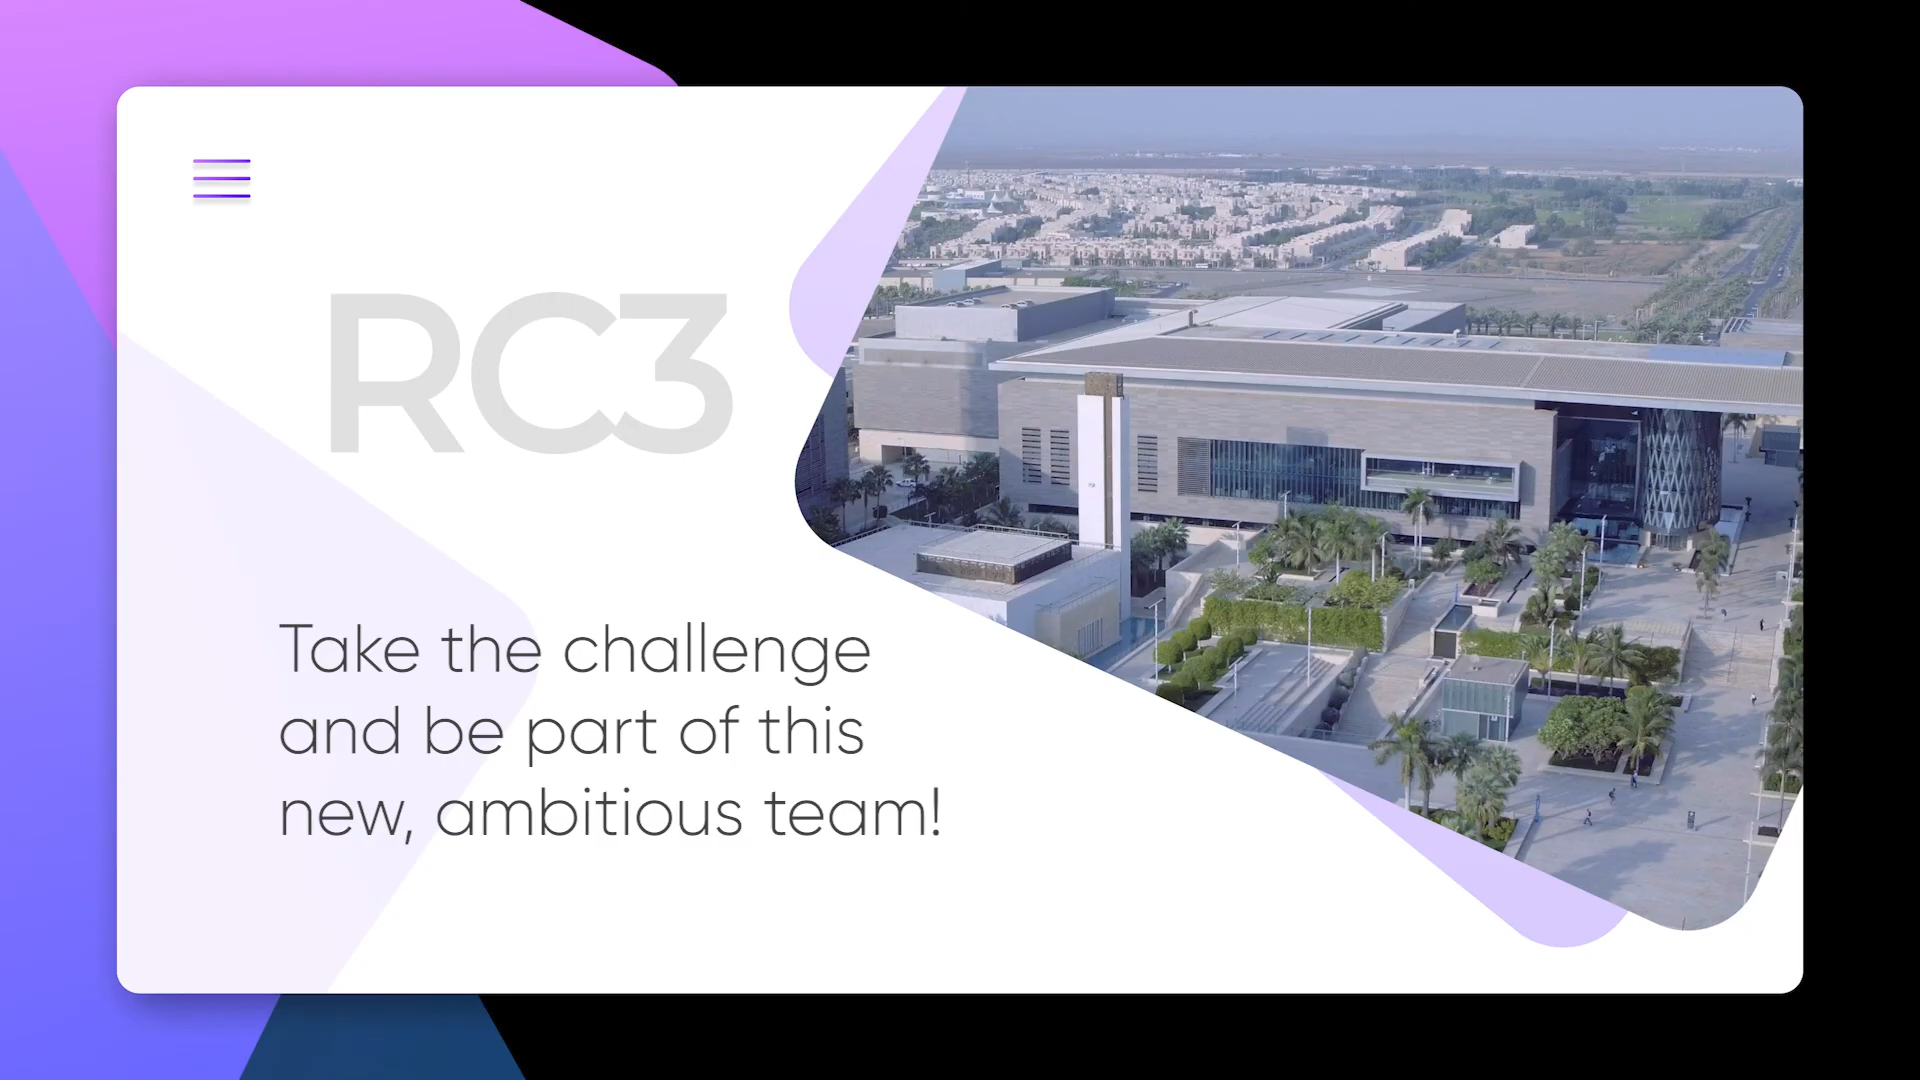 RC3
Take the challenge
and be part of this
new, ambitious team!